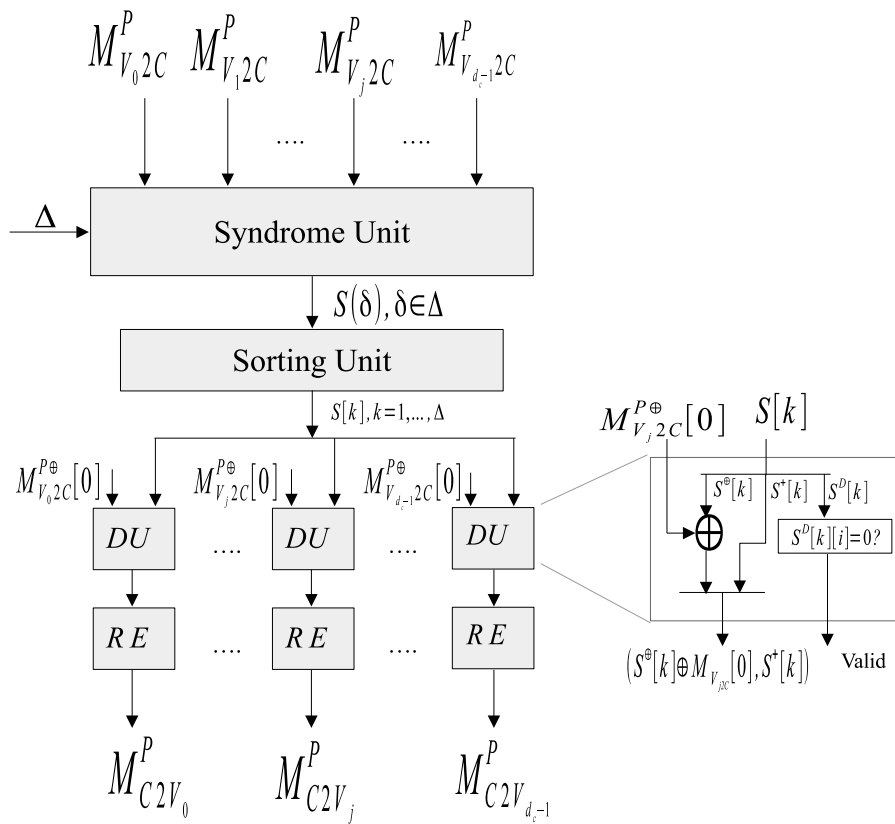 M^P_{V_0 2C} M^P_{V_1 2C} M^P_{V_j 2C} M^P_{V_{d_c-1} 2C}
.... ....
Δ
Syndrome Unit
S(δ), δ∈Δ
Sorting Unit
S[k], k=1,..., Δ
M^{P⊕}_{V_0 2C}[0] M^{P⊕}_{V_j 2C}[0] M^{P⊕}_{V_{d_c-1} 2C}[0]
DU .... DU .... DU
RE .... RE .... RE
M^P_{C2V_0} M^P_{C2V_j} M^P_{C2V_{d_c-1}}
M^{P⊕}_{V_j 2C}[0] S[k]
S^⊕[k] S^+[k] S^D[k]
S^D[k][i]=0?
(S^⊕[k]⊕M_{V_{j2C}}[0], S^+[k]) Valid